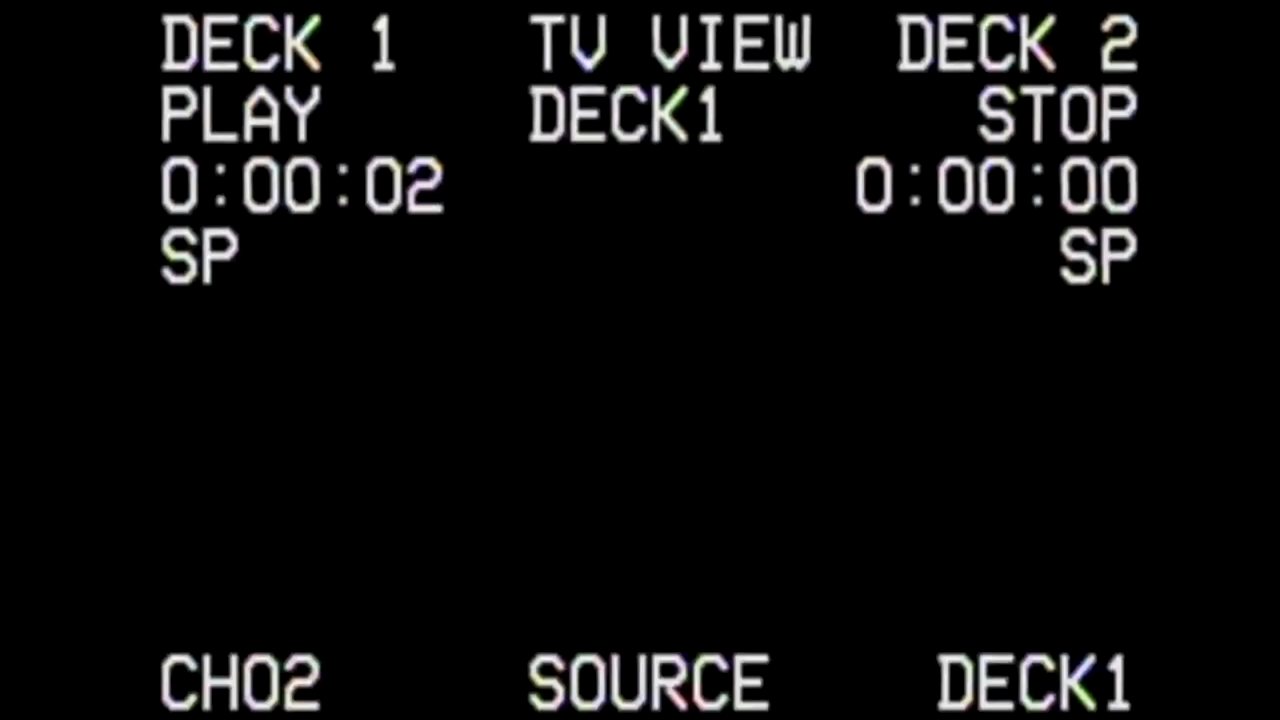 DECK 1 TV VIEW DECK 2
PLAY DECK1 STOP
0:00:02 0:00:00
SP SP
CH02 SOURCE DECK1